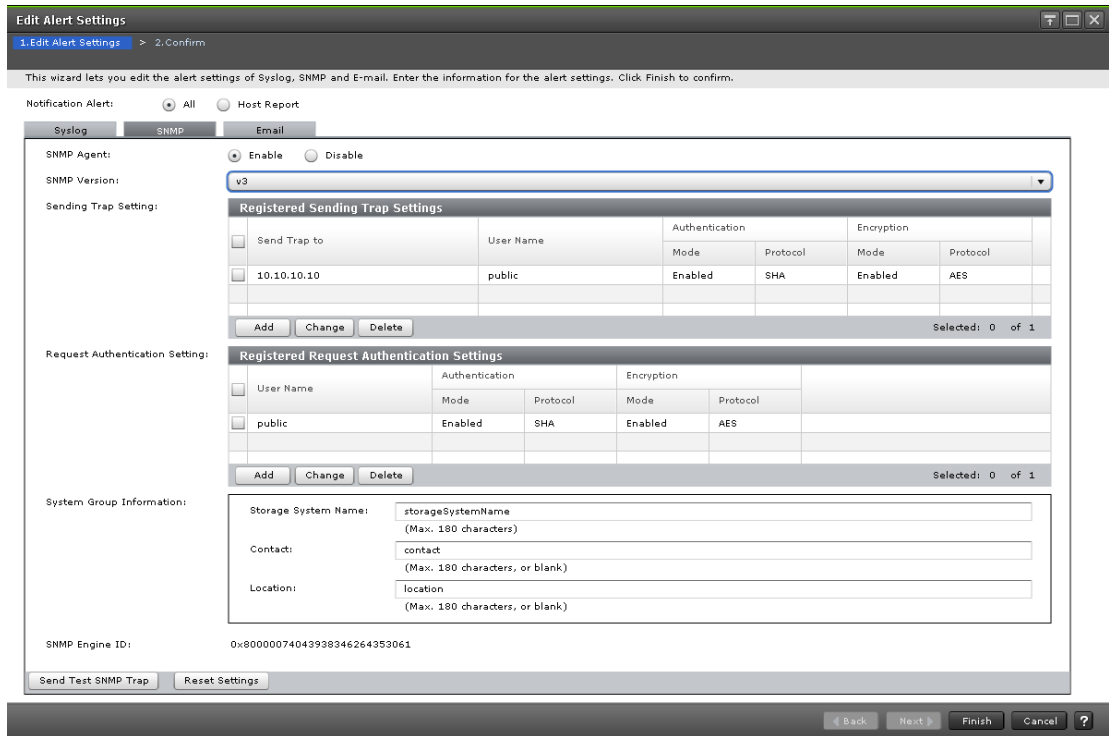 Edit Alert Settings
1.Edit Alert Settings > 2.Confirm
This wizard lets you edit the alert settings of Syslog, SNMP and E-mail. Enter the information for the alert settings. Click Finish to confirm.
Notification Alert: All Host Report
Syslog SNMP Email
SNMP Agent: Enable Disable
SNMP Version: v3
Sending Trap Setting: Registered Sending Trap Settings
Send Trap to User Name Authentication Encryption
Mode Protocol Mode Protocol
10.10.10.10 public Enabled SHA Enabled AES
Add Change Delete Selected: 0 of 1
Request Authentication Setting: Registered Request Authentication Settings
User Name Authentication Encryption
Mode Protocol Mode Protocol
public Enabled SHA Enabled AES
Add Change Delete Selected: 0 of 1
System Group Information:
Storage System Name: storageSystemName
(Max. 180 characters)
Contact: contact
(Max. 180 characters, or blank)
Location: location
(Max. 180 characters, or blank)
SNMP Engine ID: 0x80000074043938346264353061
Send Test SNMP Trap Reset Settings
Back Next Finish Cancel ?